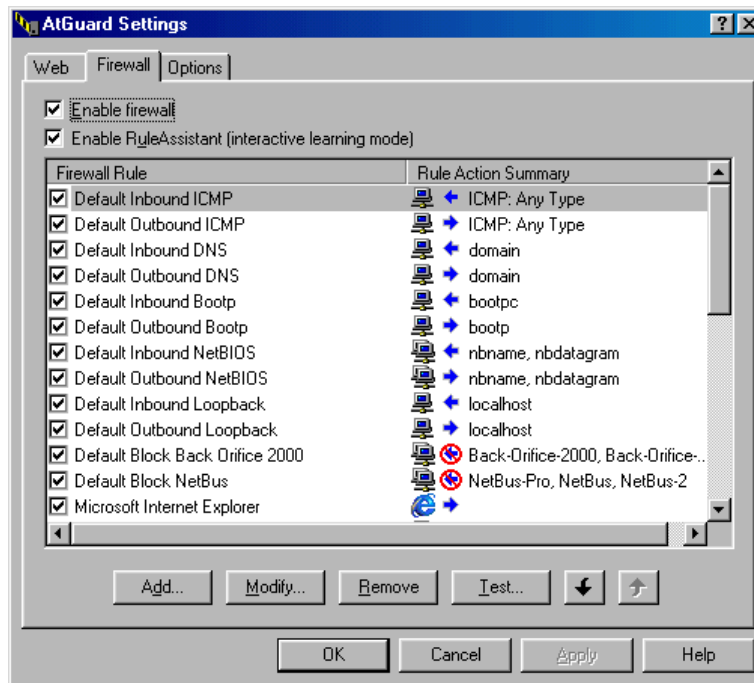 AtGuard Settings
Web Firewall Options
Enable firewall
Enable RuleAssistant (interactive learning mode)
Firewall Rule Rule Action Summary
Default Inbound ICMP ICMP: Any Type
Default Outbound ICMP ICMP: Any Type
Default Inbound DNS domain
Default Outbound DNS domain
Default Inbound Bootp bootpc
Default Outbound Bootp bootp
Default Inbound NetBIOS nbname, nbdatagram
Default Outbound NetBIOS nbname, nbdatagram
Default Inbound Loopback localhost
Default Outbound Loopback localhost
Default Block Back Orifice 2000 Back-Orifice-2000, Back-Orifice-..
Default Block NetBus NetBus-Pro, NetBus, NetBus-2
Microsoft Internet Explorer
Add... Modify... Remove Test...
OK Cancel Apply Help